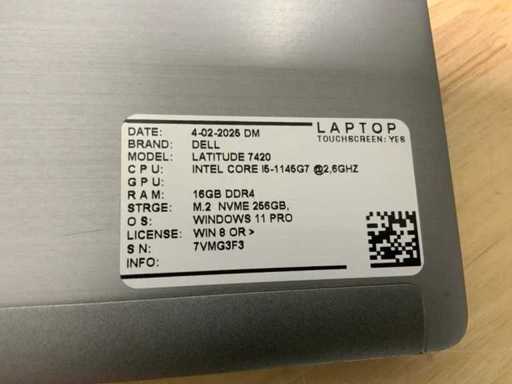 LAPTOP
TOUCHSCREEN: YES
DATE: 4-02-2025 DM
BRAND: DELL
MODEL: LATITUDE 7420
CPU: INTEL CORE I5-1145G7 @2,6GHZ
GPU:
RAM: 16GB DDR4
STRGE: M.2 NVME 256GB,
OS: WINDOWS 11 PRO
LICENSE: WIN 8 OR >
SN: 7VMG3F3
INFO: